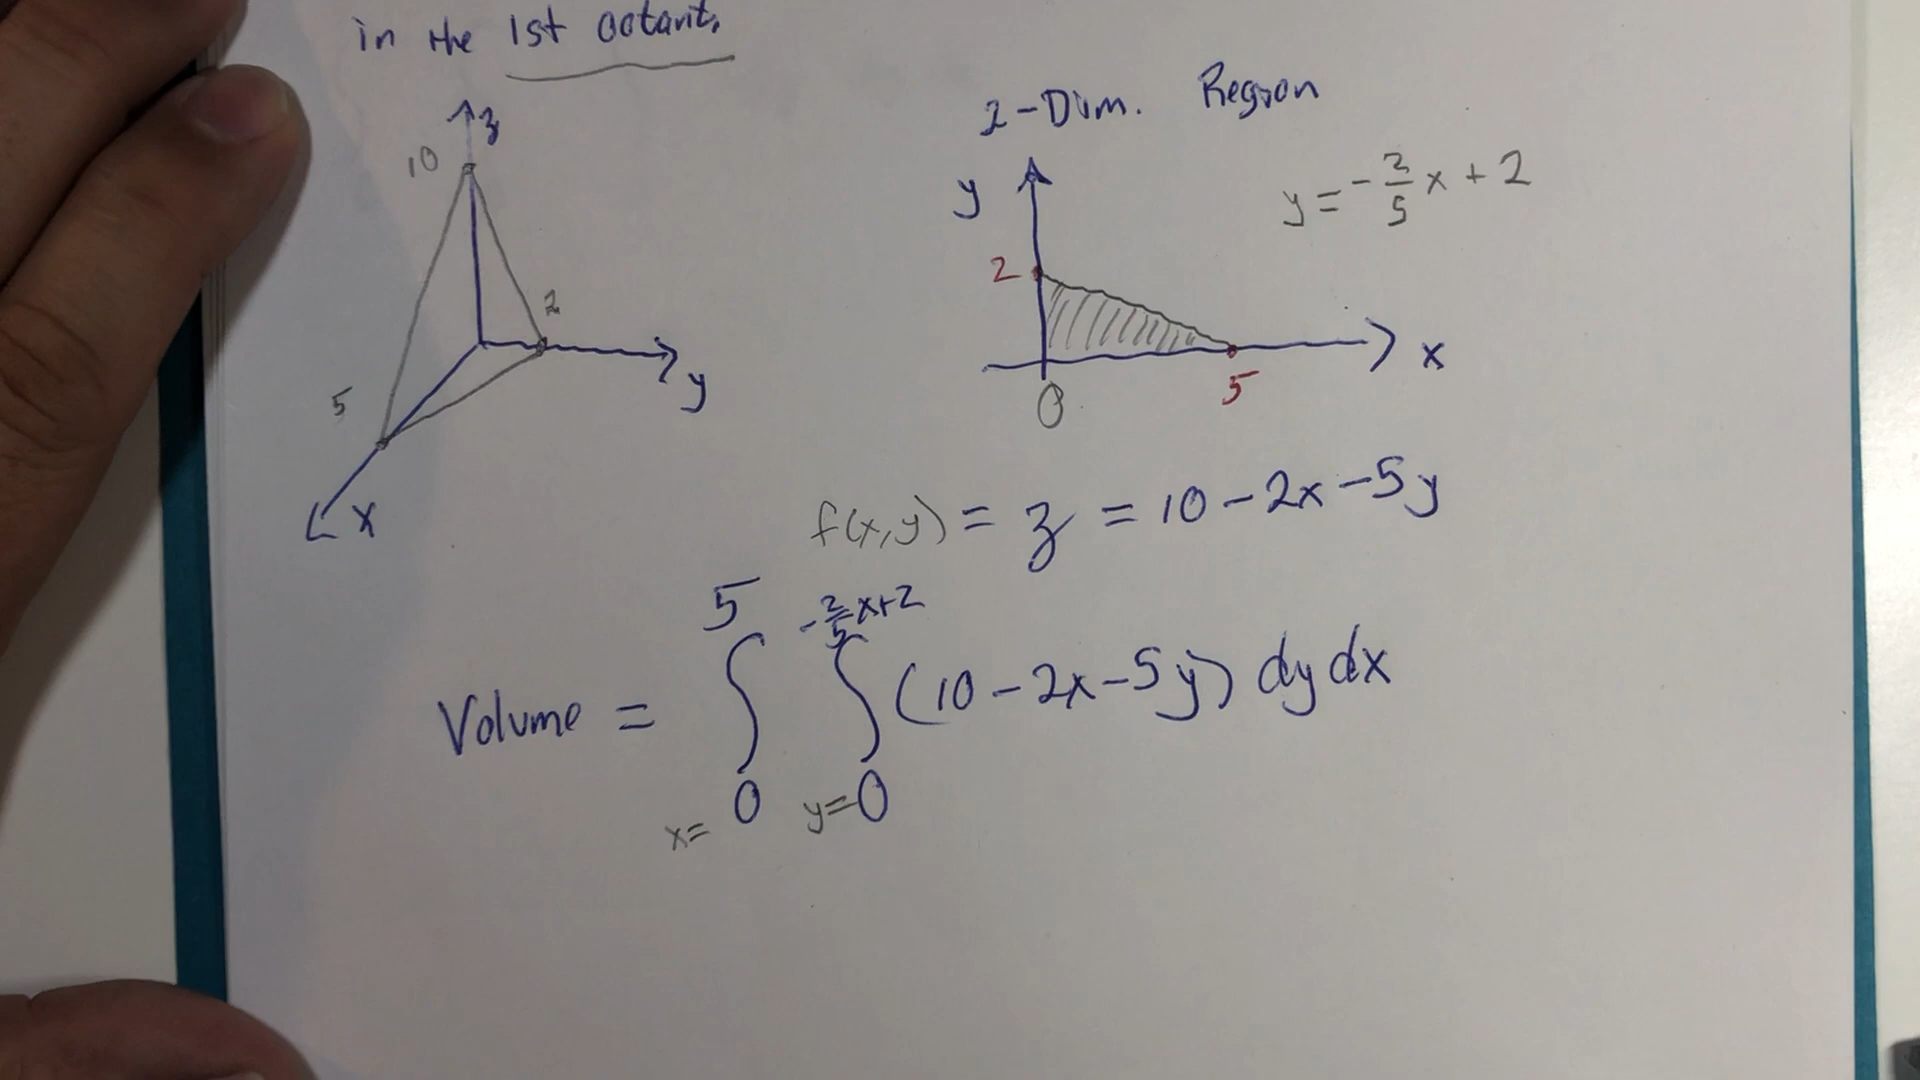 in the 1st octant,
z
10
2
5
y
x
2-Dim. Region
y = -2/5 x + 2
y
2
x
0
5
f(x,y) = z = 10 - 2x - 5y
Volume = ∫_{x=0}^{5} ∫_{y=0}^{-2/5 x+2} (10 - 2x - 5y) dy dx